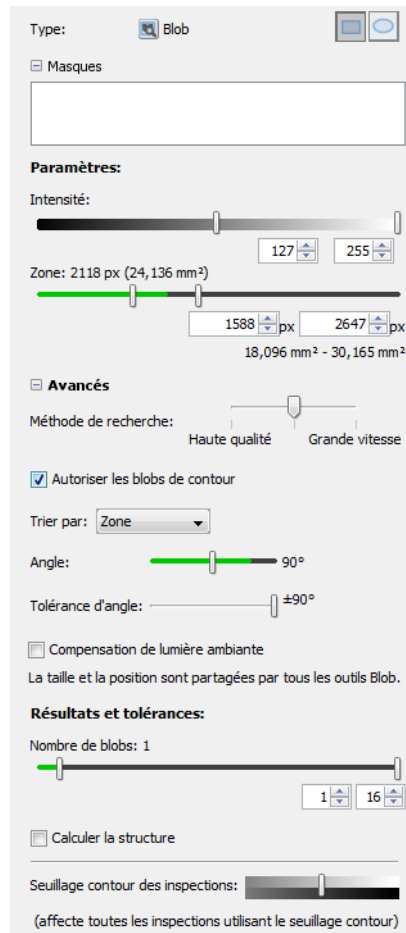 Type: Blob
Masques
Paramètres:
Intensité:
127 255
Zone: 2118 px (24,136 mm²)
1588 px 2647 px
18,096 mm² - 30,165 mm²
Avancés
Méthode de recherche:
Haute qualité Grande vitesse
Autoriser les blobs de contour
Trier par: Zone
Angle: 90°
Tolérance d'angle: ±90°
Compensation de lumière ambiante
La taille et la position sont partagées par tous les outils Blob.
Résultats et tolérances:
Nombre de blobs: 1
1 16
Calculer la structure
Seuillage contour des inspections:
(affecte toutes les inspections utilisant le seuillage contour)